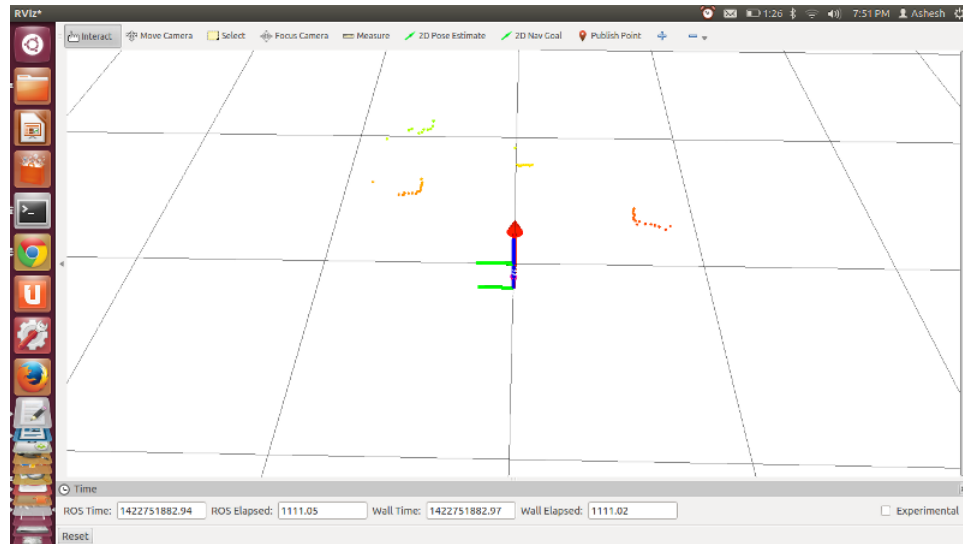 RViz*
1:26 7:51 PM Ashesh
Interact Move Camera Select Focus Camera Measure 2D Pose Estimate 2D Nav Goal Publish Point
Time
ROS Time: 1422751882.94 ROS Elapsed: 1111.05 Wall Time: 1422751882.97 Wall Elapsed: 1111.02 Experimental
Reset